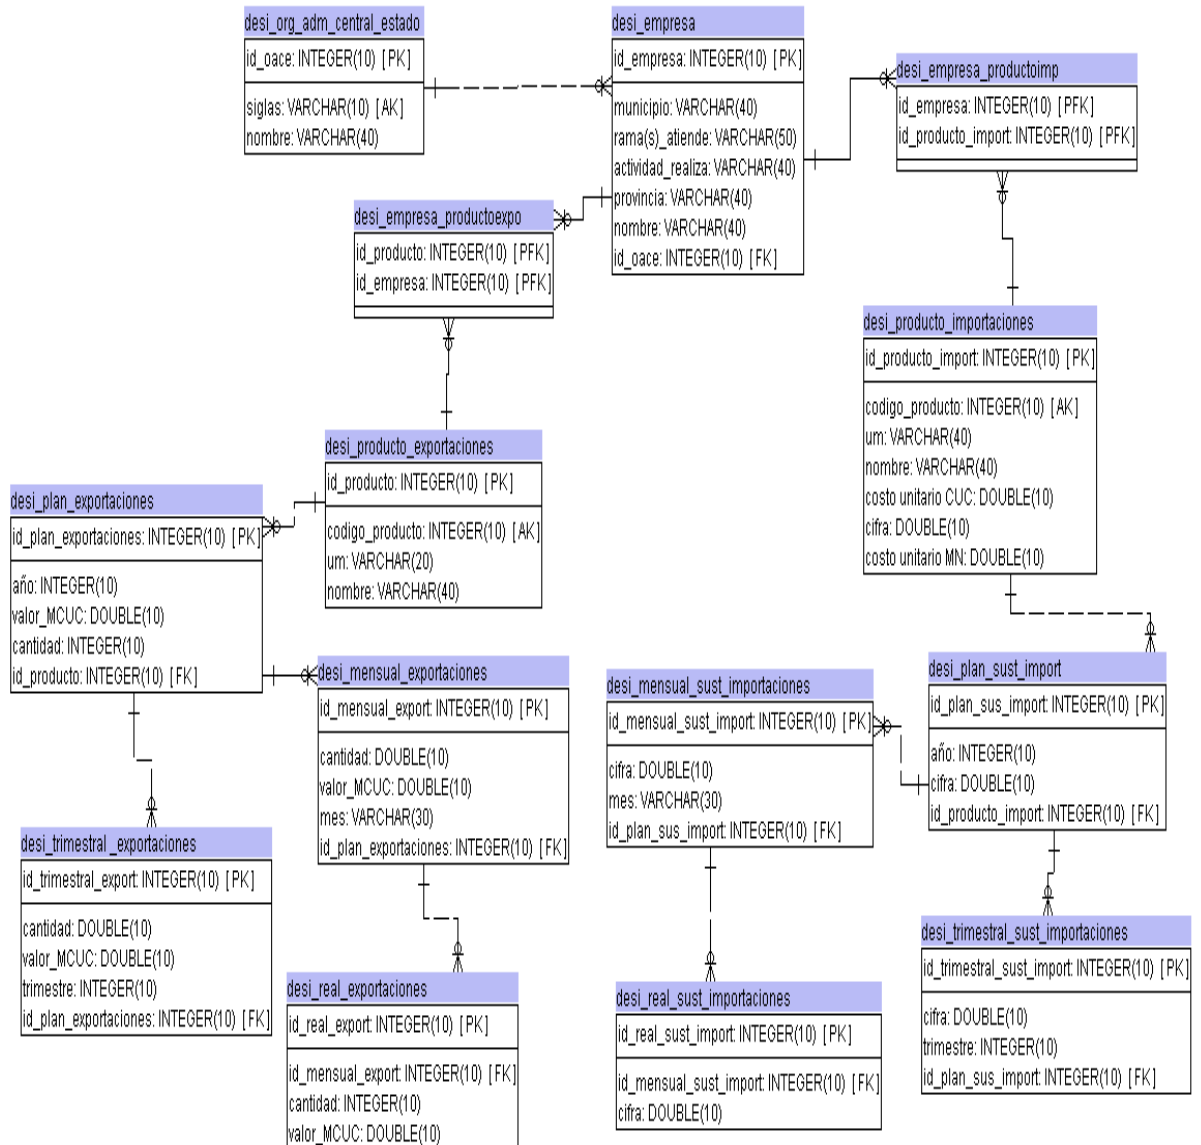 desi_org_adm_central_estado
id_oace: INTEGER(10) [PK]
siglas: VARCHAR(10) [AK]
nombre: VARCHAR(40)
desi_empresa
id_empresa: INTEGER(10) [PK]
municipio: VARCHAR(40)
rama(s)_atiende: VARCHAR(50)
actividad_realiza: VARCHAR(40)
provincia: VARCHAR(40)
nombre: VARCHAR(40)
id_oace: INTEGER(10) [FK]
desi_empresa_productoimp
id_empresa: INTEGER(10) [PFK]
id_producto_import: INTEGER(10) [PFK]
desi_empresa_productoexpo
id_producto: INTEGER(10) [PFK]
id_empresa: INTEGER(10) [PFK]
desi_producto_importaciones
id_producto_import: INTEGER(10) [PK]
codigo_producto: INTEGER(10) [AK]
um: VARCHAR(40)
nombre: VARCHAR(40)
costo unitario CUC: DOUBLE(10)
cifra: DOUBLE(10)
costo unitario MN: DOUBLE(10)
desi_producto_exportaciones
id_producto: INTEGER(10) [PK]
codigo_producto: INTEGER(10) [AK]
um: VARCHAR(20)
nombre: VARCHAR(40)
desi_plan_exportaciones
id_plan_exportaciones: INTEGER(10) [PK]
año: INTEGER(10)
valor_MCUC: DOUBLE(10)
cantidad: INTEGER(10)
id_producto: INTEGER(10) [FK]
desi_mensual_exportaciones
id_mensual_export: INTEGER(10) [PK]
cantidad: DOUBLE(10)
valor_MCUC: DOUBLE(10)
mes: VARCHAR(30)
id_plan_exportaciones: INTEGER(10) [FK]
desi_mensual_sust_importaciones
id_mensual_sust_import: INTEGER(10) [PK]
cifra: DOUBLE(10)
mes: VARCHAR(30)
id_plan_sus_import: INTEGER(10) [FK]
desi_plan_sust_import
id_plan_sus_import: INTEGER(10) [PK]
año: INTEGER(10)
cifra: DOUBLE(10)
id_producto_import: INTEGER(10) [FK]
desi_trimestral _exportaciones
id_trimestral_export: INTEGER(10) [PK]
cantidad: DOUBLE(10)
valor_MCUC: DOUBLE(10)
trimestre: INTEGER(10)
id_plan_exportaciones: INTEGER(10) [FK]
desi_real_exportaciones
id_real_export: INTEGER(10) [PK]
id_mensual_export: INTEGER(10) [FK]
cantidad: INTEGER(10)
valor_MCUC: DOUBLE(10)
desi_real_sust_importaciones
id_real_sust_import: INTEGER(10) [PK]
id_mensual_sust_import: INTEGER(10) [FK]
cifra: DOUBLE(10)
desi_trimestral_sust_importaciones
id_trimestral_sust_import: INTEGER(10) [PK]
cifra: DOUBLE(10)
trimestre: INTEGER(10)
id_plan_sus_import: INTEGER(10) [FK]